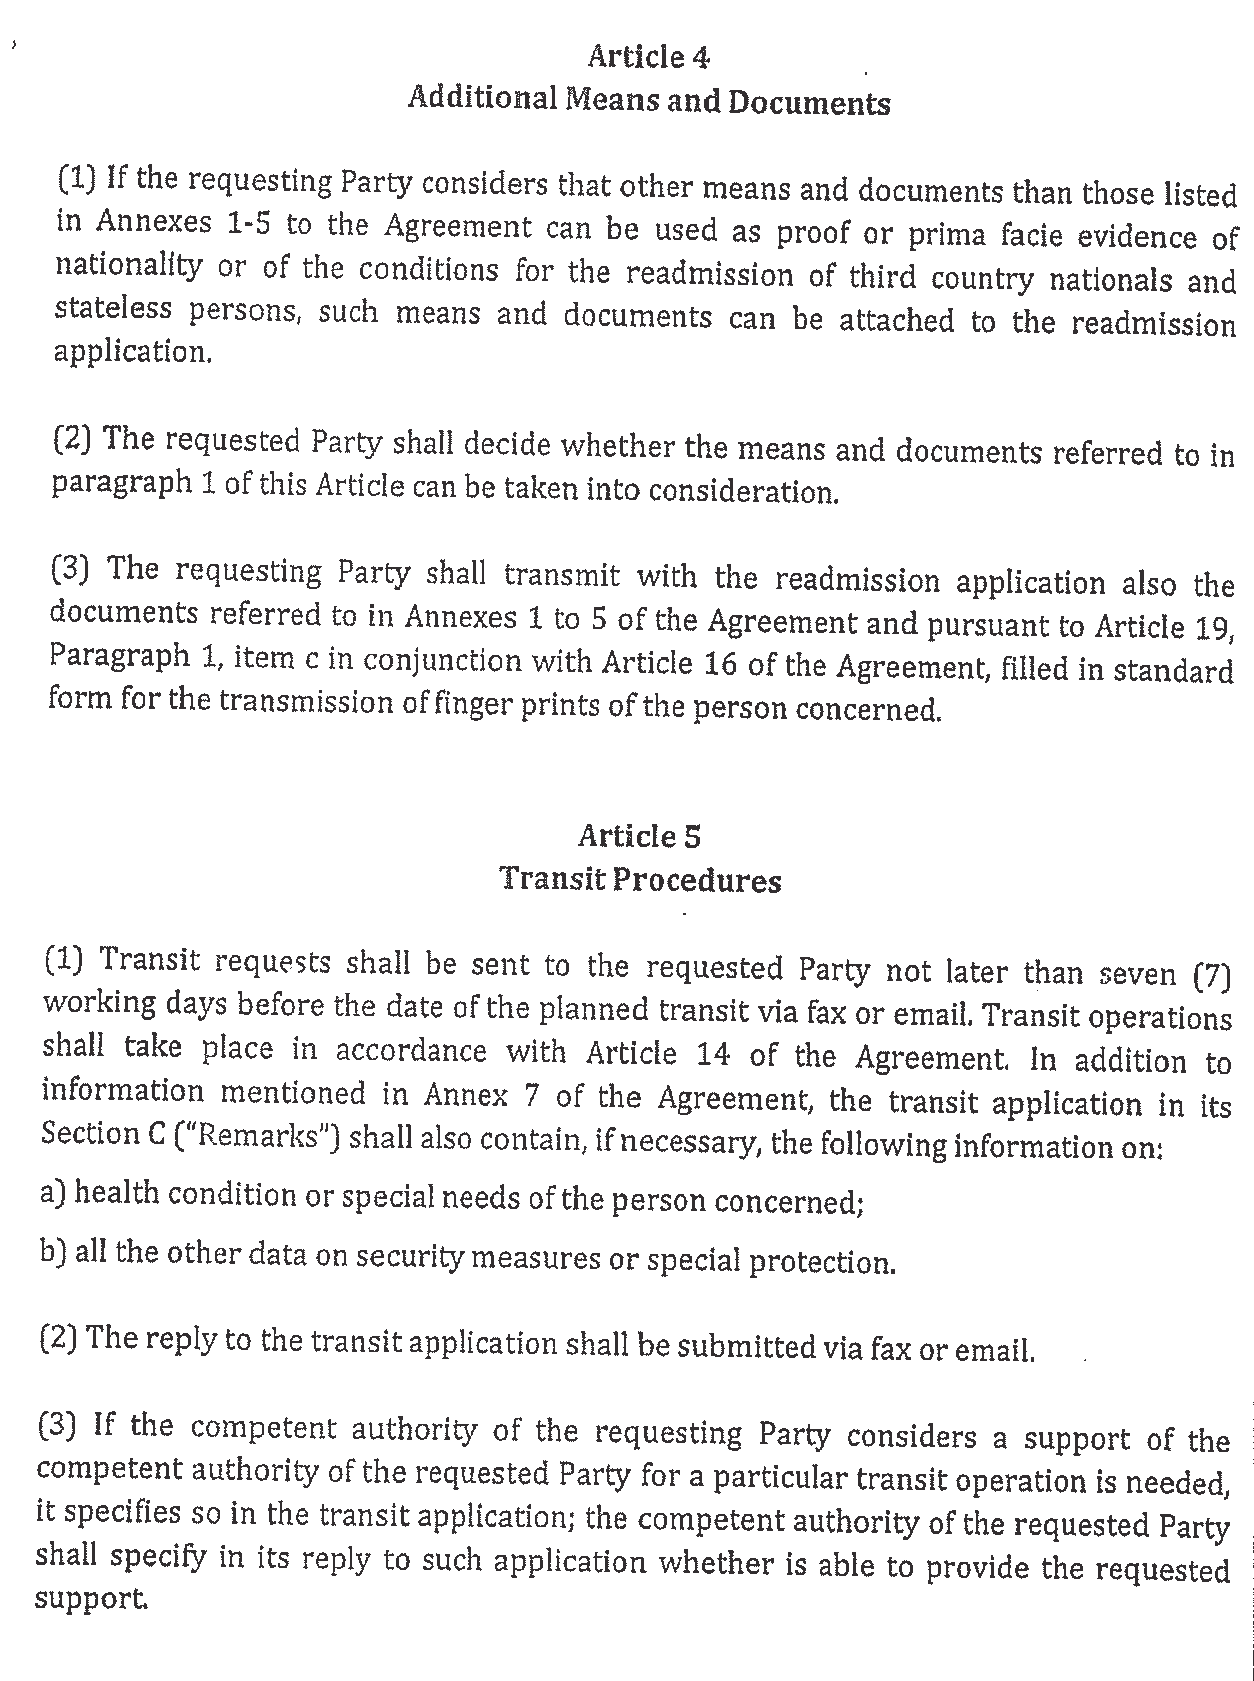 Article 4
Additional Means and Documents
(1) If the requesting Party considers that other means and documents than those listed
in Annexes 1-5 to the Agreement can be used as proof or prima facie evidence of
nationality or of the conditions for the readmission of third country nationals and
stateless persons, such means and documents can be attached to the readmission
application.
(2) The requested Party shall decide whether the means and documents referred to in
paragraph 1 of this Article can be taken into consideration.
(3) The requesting Party shall transmit with the readmission application also the
documents referred to in Annexes 1 to 5 of the Agreement and pursuant to Article 19,
Paragraph 1, item c in conjunction with Article 16 of the Agreement, filled in standard
form for the transmission of finger prints of the person concerned.
Article 5
Transit Procedures
(1) Transit requests shall be sent to the requested Party not later than seven (7)
working days before the date of the planned transit via fax or email. Transit operations
shall take place in accordance with Article 14 of the Agreement. In addition to
information mentioned in Annex 7 of the Agreement, the transit application in its
Section C ("Remarks") shall also contain, if necessary, the following information on:
a) health condition or special needs of the person concerned;
b) all the other data on security measures or special protection.
(2) The reply to the transit application shall be submitted via fax or email.
(3) If the competent authority of the requesting Party considers a support of the
competent authority of the requested Party for a particular transit operation is needed,
it specifies so in the transit application; the competent authority of the requested Party
shall specify in its reply to such application whether is able to provide the requested
support.